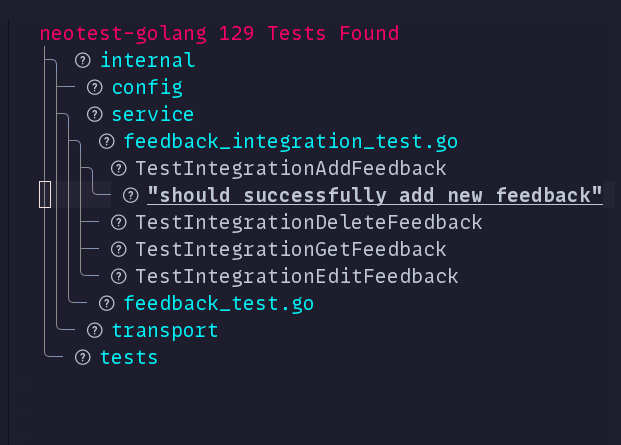 neotest-golang 129 Tests Found
internal
config
service
feedback_integration_test.go
TestIntegrationAddFeedback
"should successfully add new feedback"
TestIntegrationDeleteFeedback
TestIntegrationGetFeedback
TestIntegrationEditFeedback
feedback_test.go
transport
tests